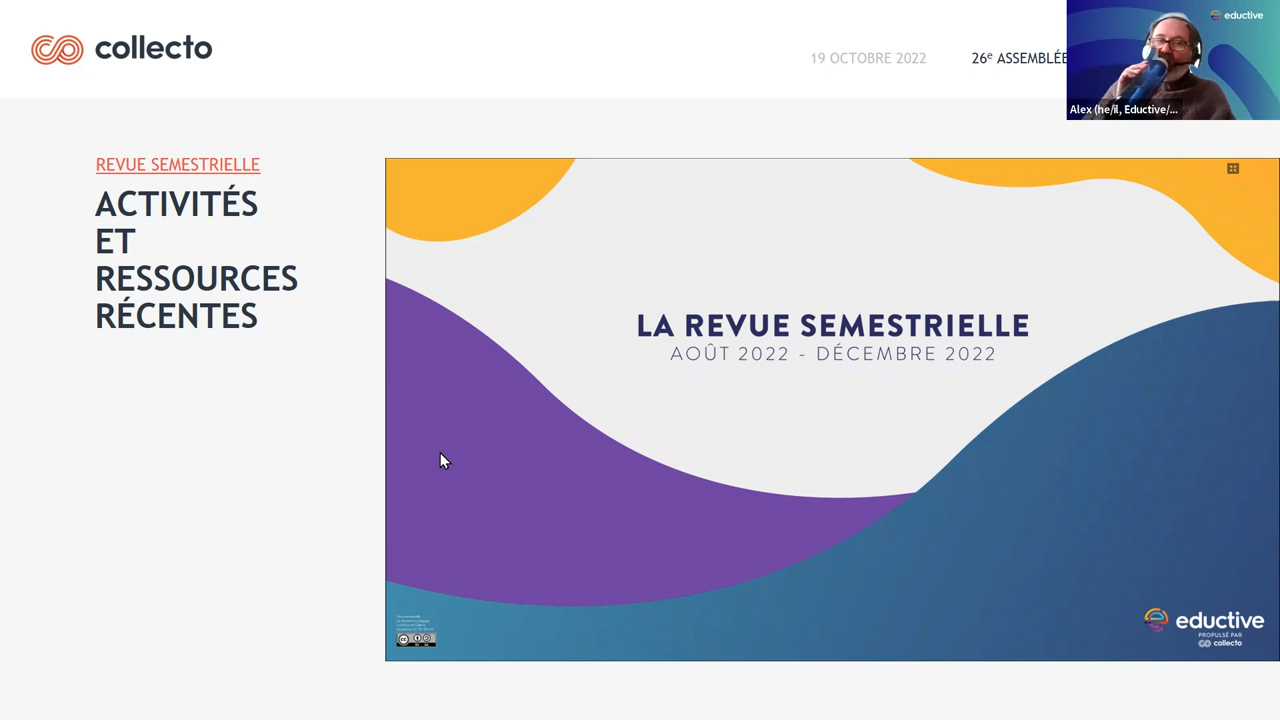 collecto
19 OCTOBRE 2022
26e ASSEMBLÉE
eductive
Alex (he/il, Eductive/...
REVUE SEMESTRIELLE
ACTIVITÉS
ET
RESSOURCES
RÉCENTES
LA REVUE SEMESTRIELLE
AOÛT 2022 - DÉCEMBRE 2022
eductive
PROPULSÉ PAR
collecto